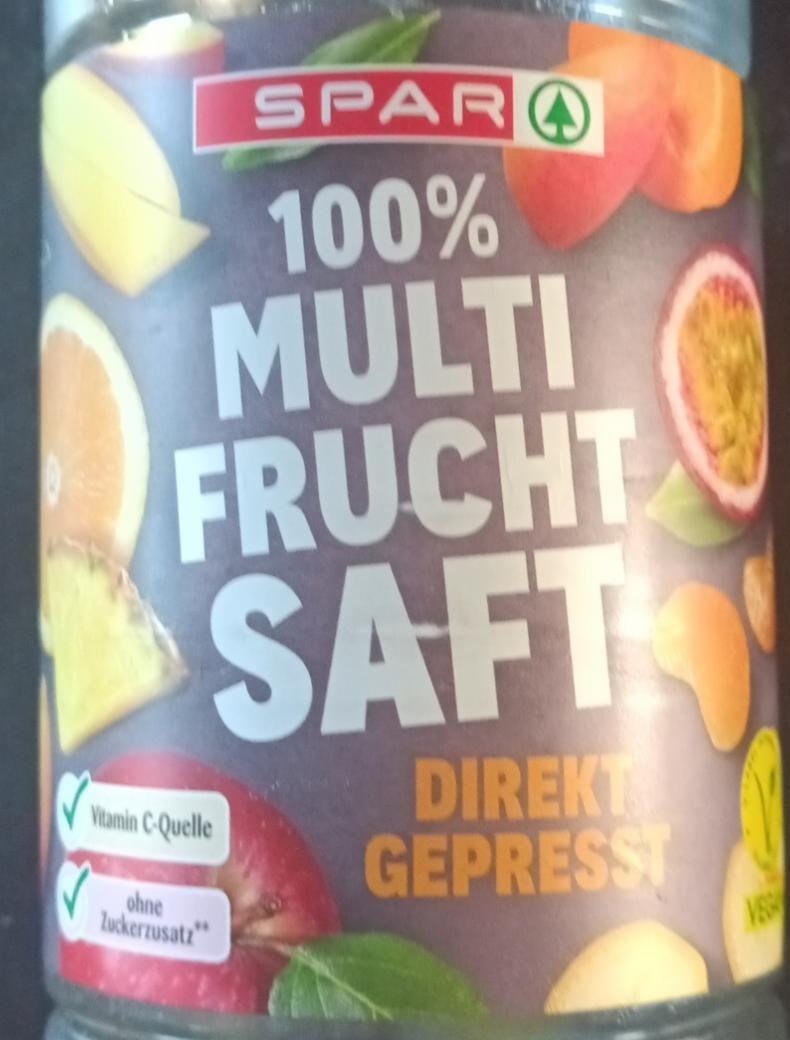 SPAR
100%
MULTI
FRUCHT
SAFT
DIREKT
GEPRESST
Vitamin C-Quelle
ohne
Zuckerzusatz**